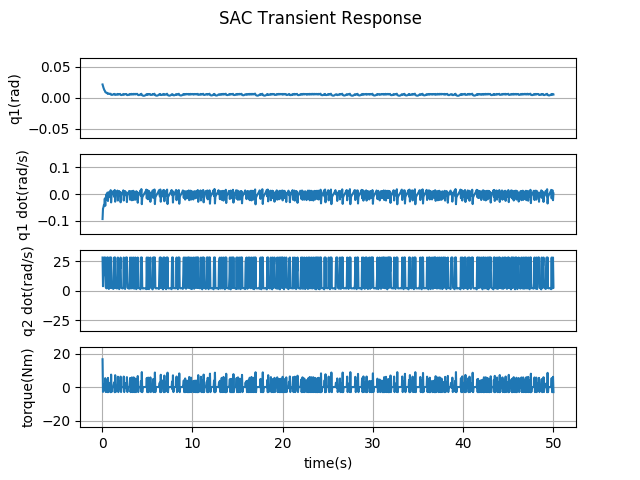 SAC Transient Response
q1(rad)
0.05
0.00
−0.05
q1 dot(rad/s)
0.1
0.0
−0.1
q2 dot(rad/s)
25
0
−25
torque(Nm)
20
0
−20
0 10 20 30 40 50
time(s)